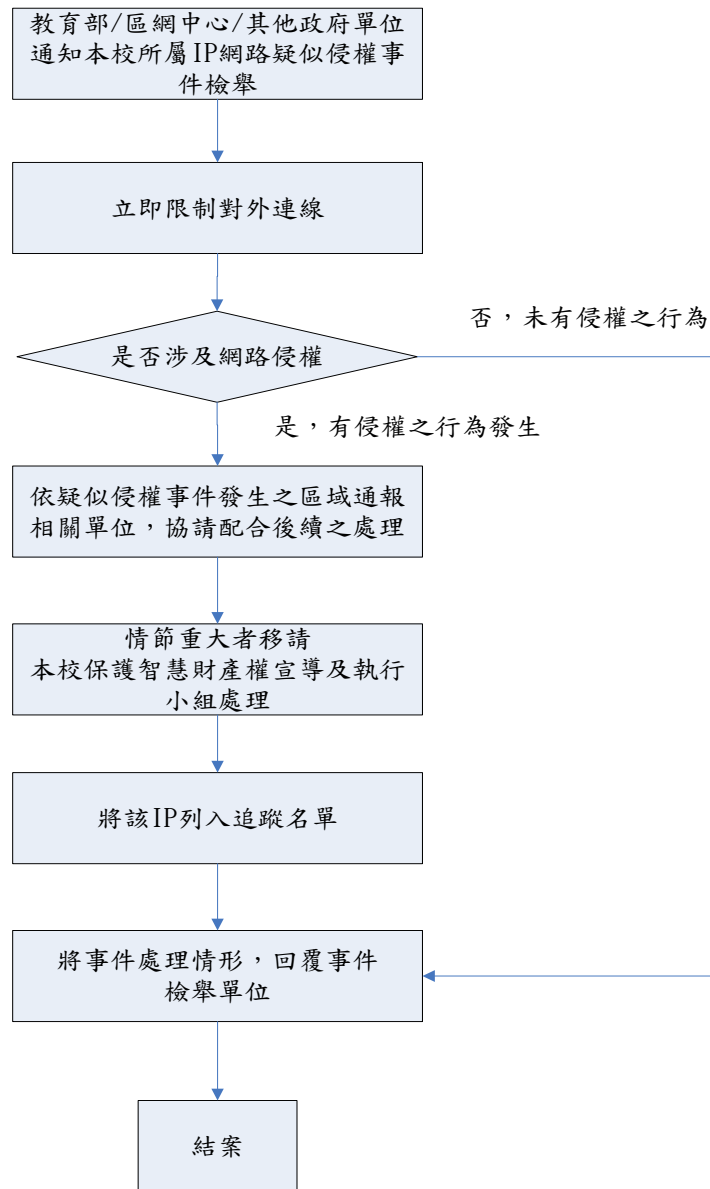 教育部/區網中心/其他政府單位
通知本校所屬IP網路疑似侵權事
件檢舉
立即限制對外連線
否，未有侵權之行為
是否涉及網路侵權
是，有侵權之行為發生
依疑似侵權事件發生之區域通報
相關單位，協請配合後續之處理
情節重大者移請
本校保護智慧財產權宣導及執行
小組處理
將該IP列入追蹤名單
將事件處理情形，回覆事件
檢舉單位
結案